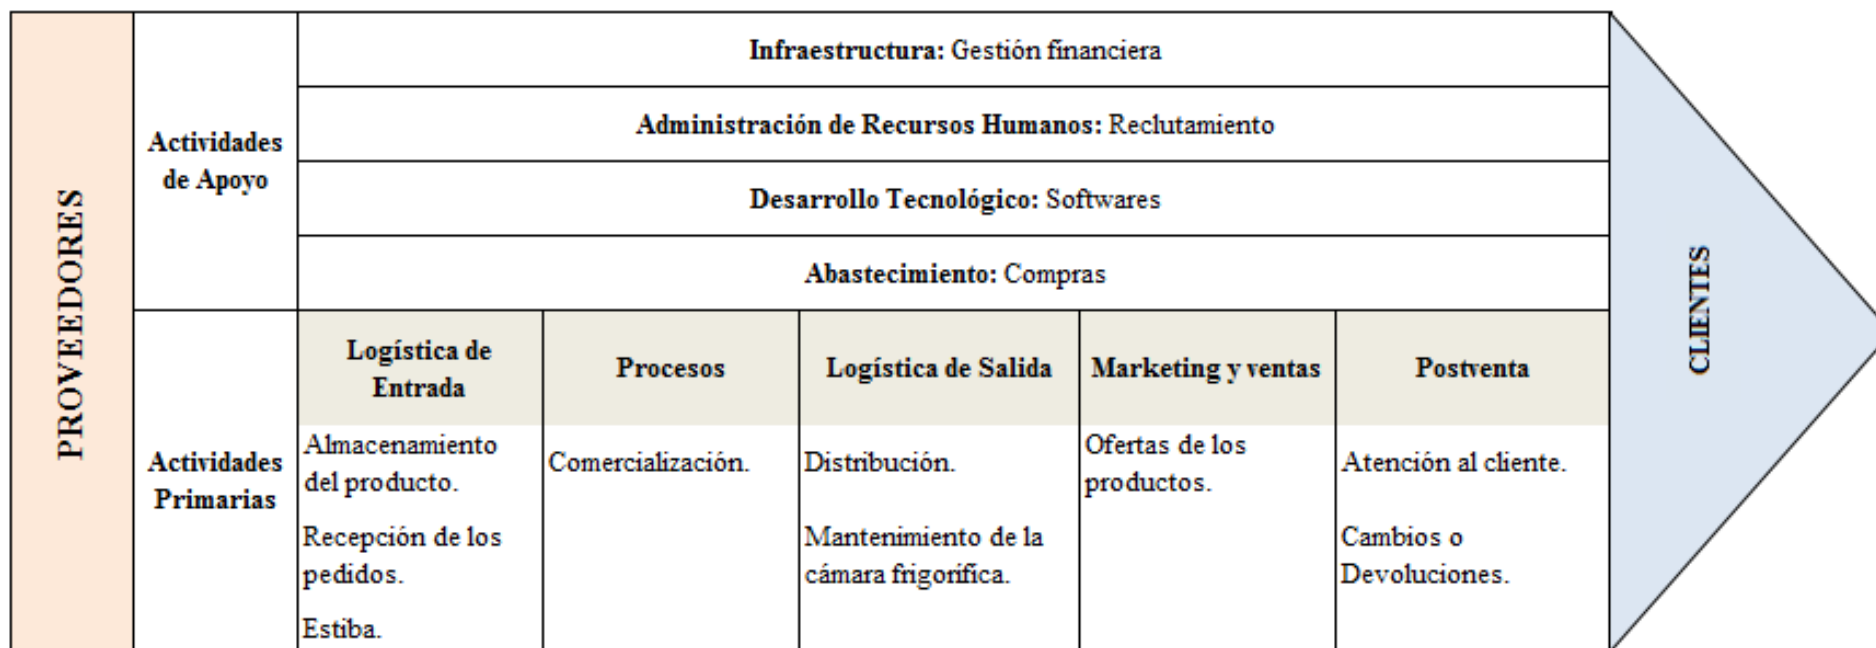 PROVEEDORES
Actividades
de Apoyo
Infraestructura: Gestión financiera
Administración de Recursos Humanos: Reclutamiento
Desarrollo Tecnológico: Softwares
Abastecimiento: Compras
Actividades
Primarias
Logística de
Entrada
Procesos
Logística de Salida
Marketing y ventas
Postventa
Almacenamiento
del producto.
Recepción de los
pedidos.
Estiba.
Comercialización.
Distribución.
Mantenimiento de la
cámara frigorífica.
Ofertas de los
productos.
Atención al cliente.
Cambios o
Devoluciones.
CLIENTES